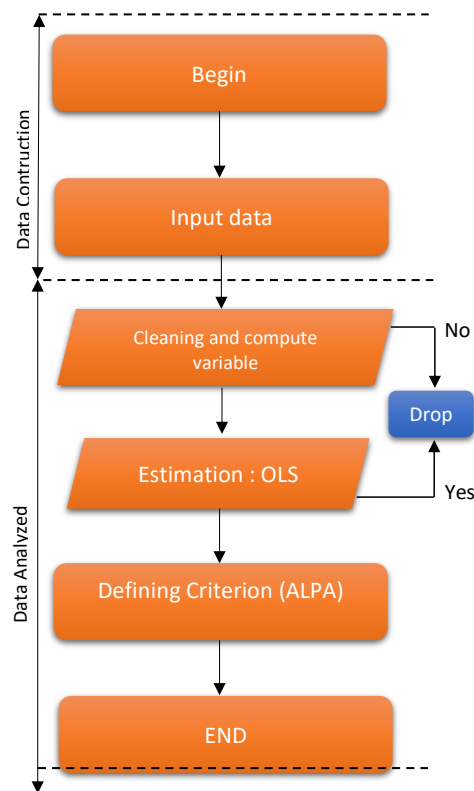 Begin
Data Contruction
Input data
Cleaning and compute
variable
No
Drop
Estimation : OLS
Yes
Data Analyzed
Defining Criterion (ALPA)
END